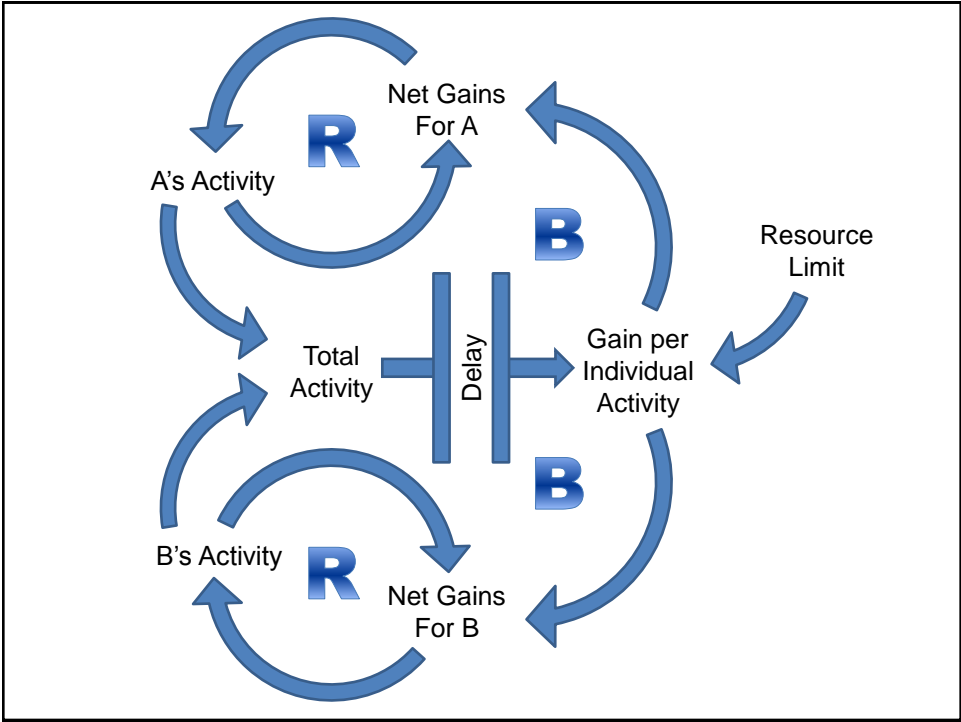 Net Gains
For A
R
A's Activity
B
Resource
Limit
Total
Activity
Delay
Gain per
Individual
Activity
B
B's Activity
R
Net Gains
For B